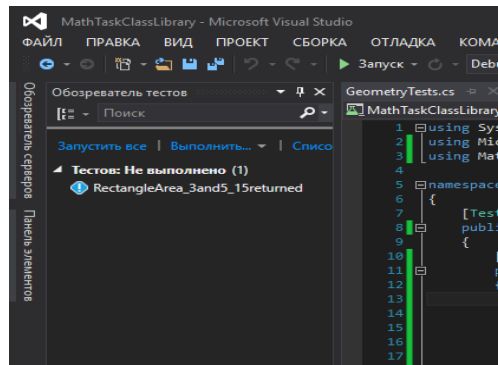 MathTaskClassLibrary - Microsoft Visual Studio
ФАЙЛ ПРАВКА ВИД ПРОЕКТ СБОРКА ОТЛАДКА
Запуск
Обозреватель серверов
Панель элементов
Обозреватель тестов
Поиск
Запустить все | Выполнить... |
Тестов: Не выполнено (1)
RectangleArea_3and5_15returned
GeometryTests.cs
MathTaskClassLibrary
1 using
2 using
3 using
4
5 namespace
6 {
7
8
9 {
10
11
12
13
14
15
16
17